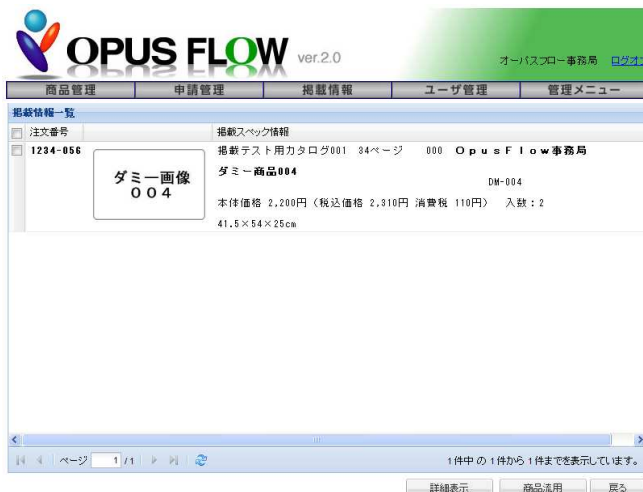 OPUS FLOW ver.2.0
オーパスフロー事務局 ログオ
商品管理 申請管理 掲載情報 ユーザ管理 管理メニュー
掲載情報一覧
注文番号 掲載スペック情報
1234-056 掲載テスト用カタログ001 34ページ 000 ＯｐｕｓＦｌｏｗ事務局
ダミー画像
００４
ダミー商品004
DM-004
本体価格 2,200円（税込価格 2,310円 消費税 110円） 入数：2
41.5×54×25cm
ページ 1 /1 1件中 の 1件から 1件までを表示しています。
詳細表示 商品流用 戻る